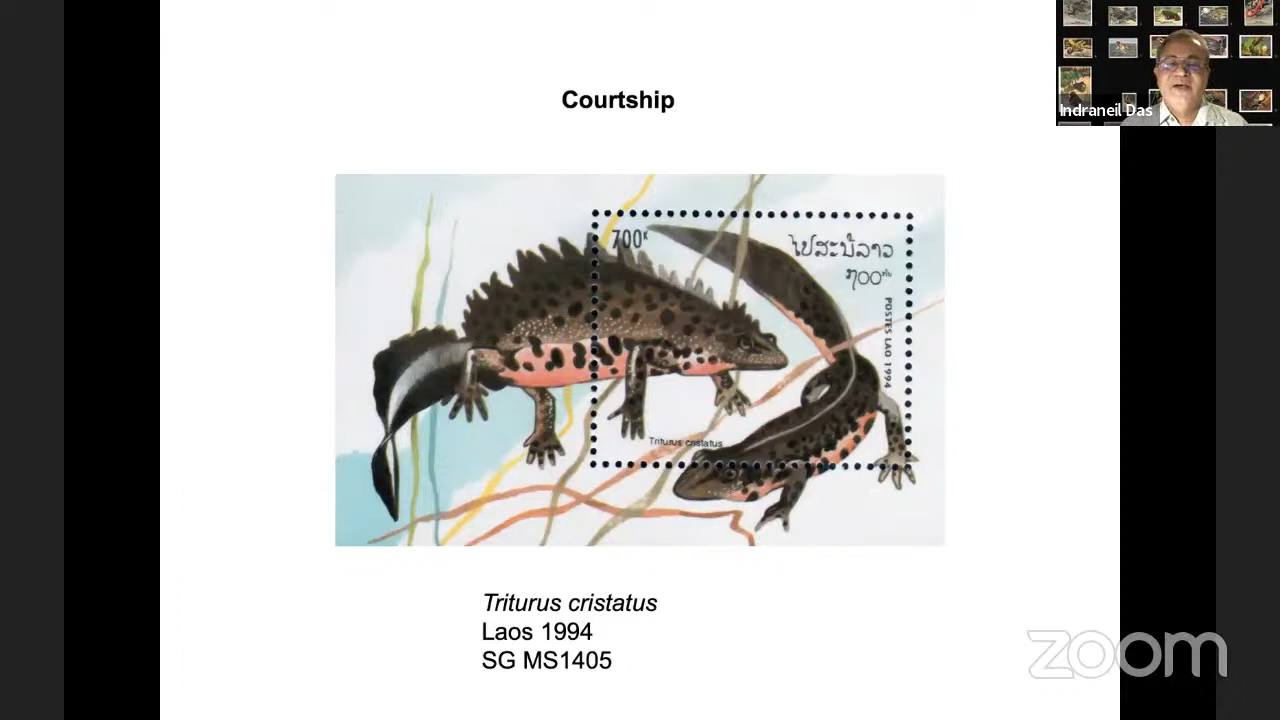 Courtship
Indraneil Das
700ᴷ
ໄປສະນີລາວ
700ກີບ
POSTES LAO 1994
Triturus cristatus
Triturus cristatus
Laos 1994
SG MS1405
zoom